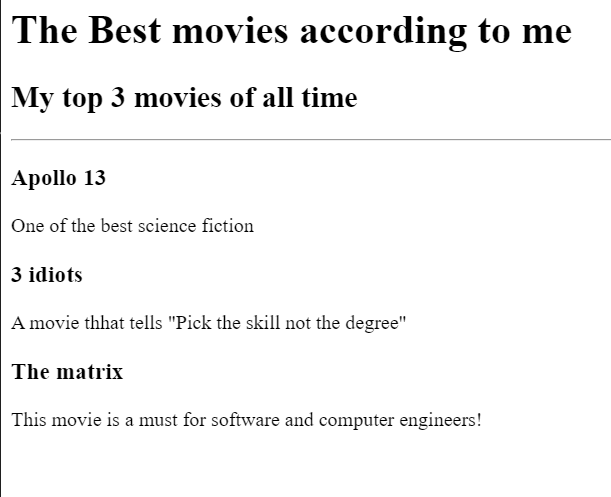 The Best movies according to me
My top 3 movies of all time
Apollo 13
One of the best science fiction
3 idiots
A movie thhat tells "Pick the skill not the degree"
The matrix
This movie is a must for software and computer engineers!